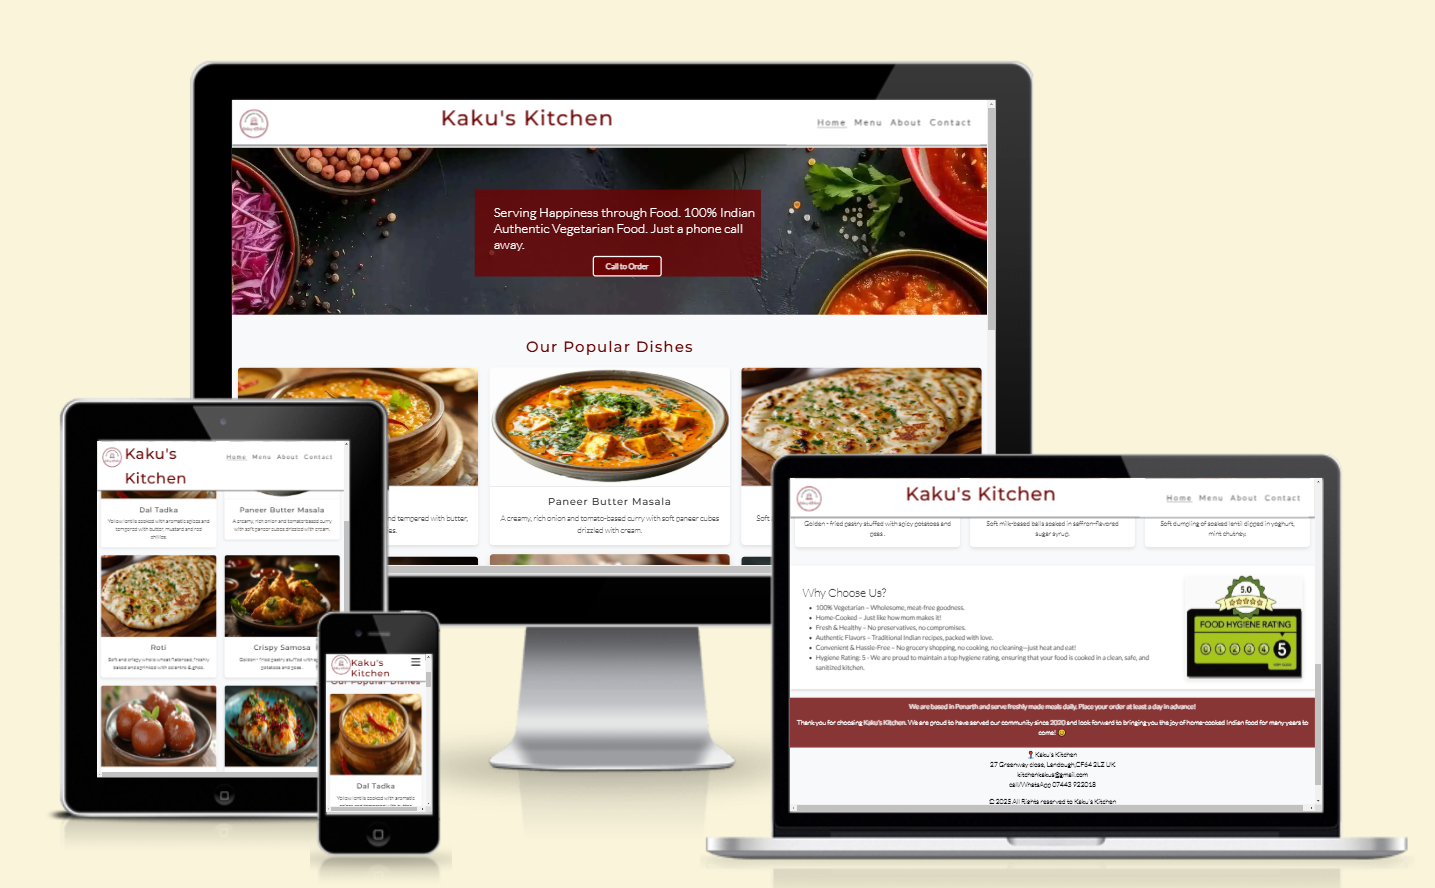 Kaku's Kitchen
Home Menu About Contact
Serving Happiness through Food. 100% Indian
Authentic Vegetarian Food. Just a phone call
away.
Call to Order
Our Popular Dishes
Paneer Butter Masala
and tempered with butter,
A creamy, rich onion and tomato-based curry with soft paneer cubes
drizzled with cream.
Soft
Kaku's
Kitchen
Home Menu About Contact
Dal Tadka
Yellow lentils cooked with aromatic spices and
tempered with butter, mustard and red
chillies.
Paneer Butter Masala
A creamy, rich onion and tomato-based curry
with soft paneer cubes drizzled with cream.
Roti
Soft and crispy whole wheat flatbread, freshly
baked and garnished with cilantro & ghee.
Crispy Samosa
Golden - fried pastry stuffed with
potatoes and peas .
Kaku's
Kitchen
Our Popular Dishes
Dal Tadka
Yellow lentils cooked with aromatic
Kaku's Kitchen
Home Menu About Contact
Golden - fried pastry stuffed with spicy potatoes and
peas .
Soft milk-based balls soaked in saffron-flavored
sugar syrup.
Soft dumpling of soaked lentil dipped in yoghurt,
mint chutney.
Why Choose Us?
100% Vegetarian – Wholesome, meat-free goodness.
Home-Cooked – Just like how mom makes it!
Fresh & Healthy – No preservatives, no compromises.
Authentic Flavors – Traditional Indian recipes, packed with love.
Convenient & Hassle-Free – No grocery shopping, no cooking, no cleaning—just heat and eat!
Hygiene Rating: 5 - We are proud to maintain a top hygiene rating, ensuring that your food is cooked in a clean, safe, and
sanitized kitchen.
5.0
FOOD HYGIENE RATING
0 1 2 3 4 5
We are based in Penarth and serve freshly made meals daily. Place your order at least a day in advance!
Thank you for choosing Kaku's Kitchen. We are proud to have served our community since 2020 and look forward to bringing you the joy of home-cooked Indian food for many years to
come! 😊
Kaku's Kitchen
27 Greenway close, Llandough,CF64 2LZ UK
kitchenkakus@gmail.com
call/WhatsApp 07443 922018
© 2025 All Rights reserved to Kaku's Kitchen